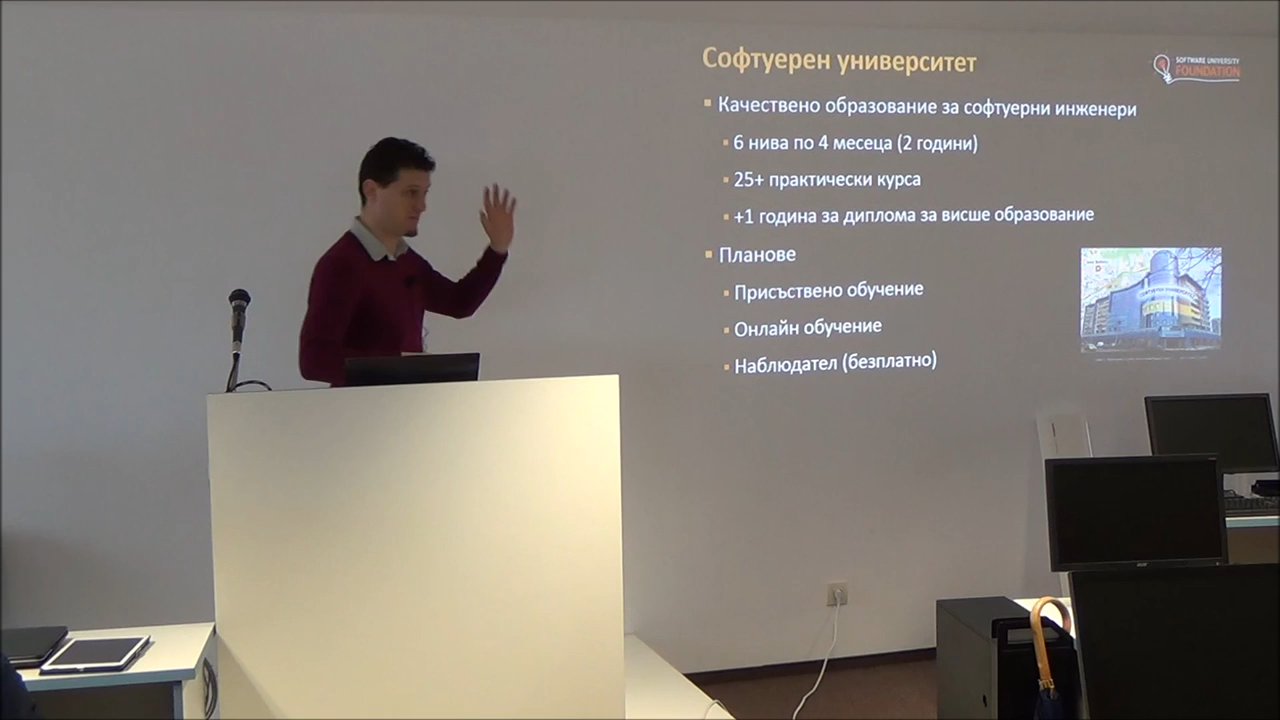 Софтуерен университет
SOFTWARE UNIVERSITY
FOUNDATION
Качествено образование за софтуерни инженери
6 нива по 4 месеца (2 години)
25+ практически курса
+1 година за диплома за висше образование
Планове
Присъствено обучение
Онлайн обучение
Наблюдател (безплатно)
acer